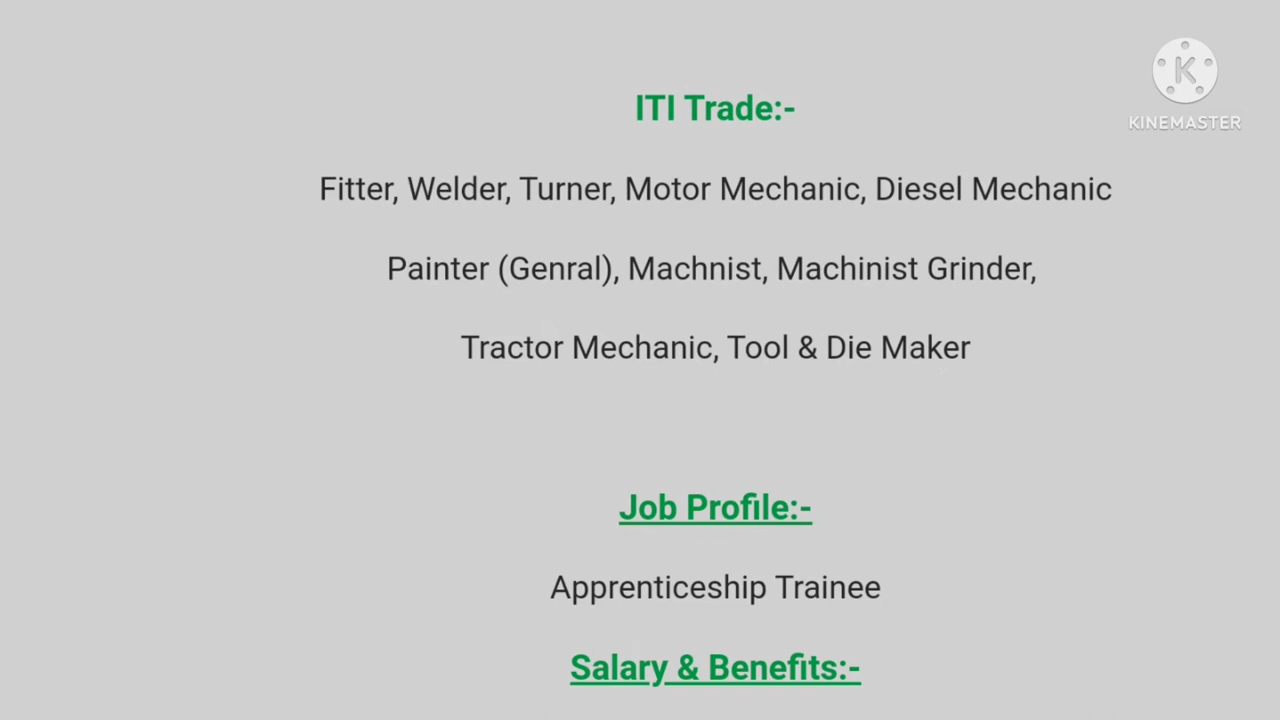 ITI Trade:-
KINEMASTER
Fitter, Welder, Turner, Motor Mechanic, Diesel Mechanic
Painter (Genral), Machnist, Machinist Grinder,
Tractor Mechanic, Tool & Die Maker
Job Profile:-
Apprenticeship Trainee
Salary & Benefits:-